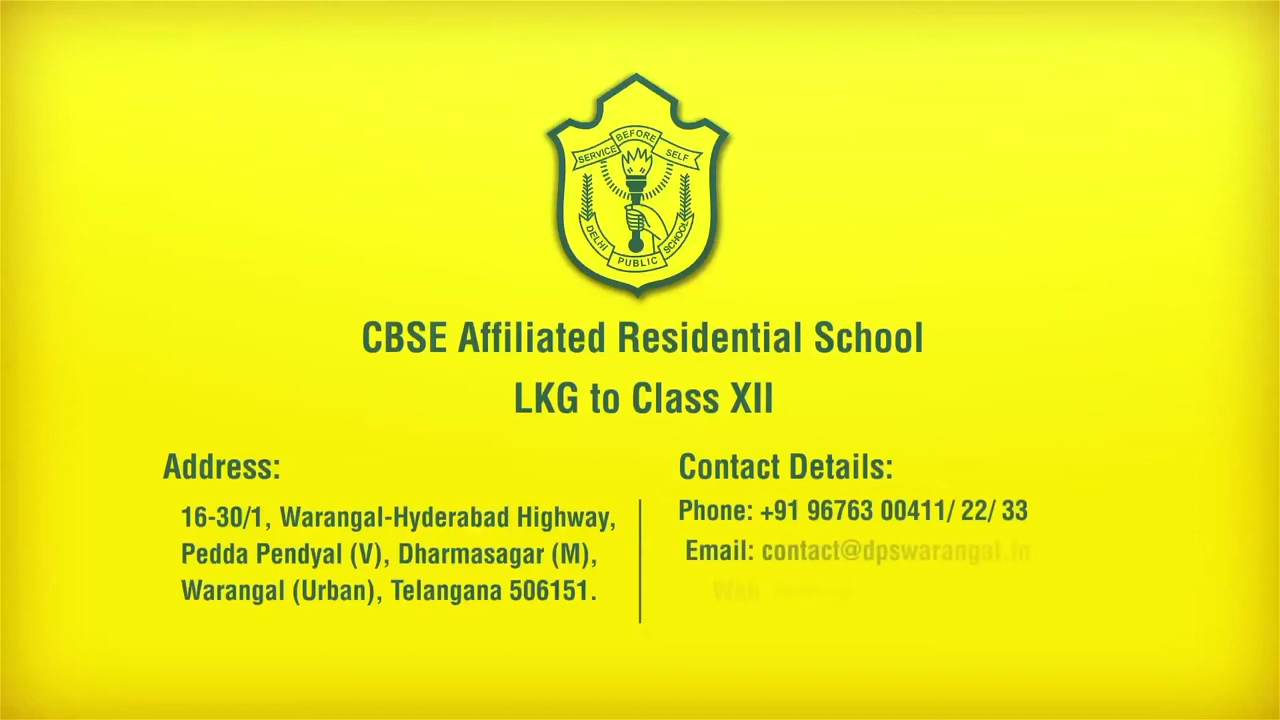 SERVICE BEFORE SELF
DELHI PUBLIC SCHOOL
CBSE Affiliated Residential School
LKG to Class XII
Address:
16-30/1, Warangal-Hyderabad Highway,
Pedda Pendyal (V), Dharmasagar (M),
Warangal (Urban), Telangana 506151.
Contact Details:
Phone: +91 96763 00411/ 22/ 33
Email: contact@dpswarangal.in